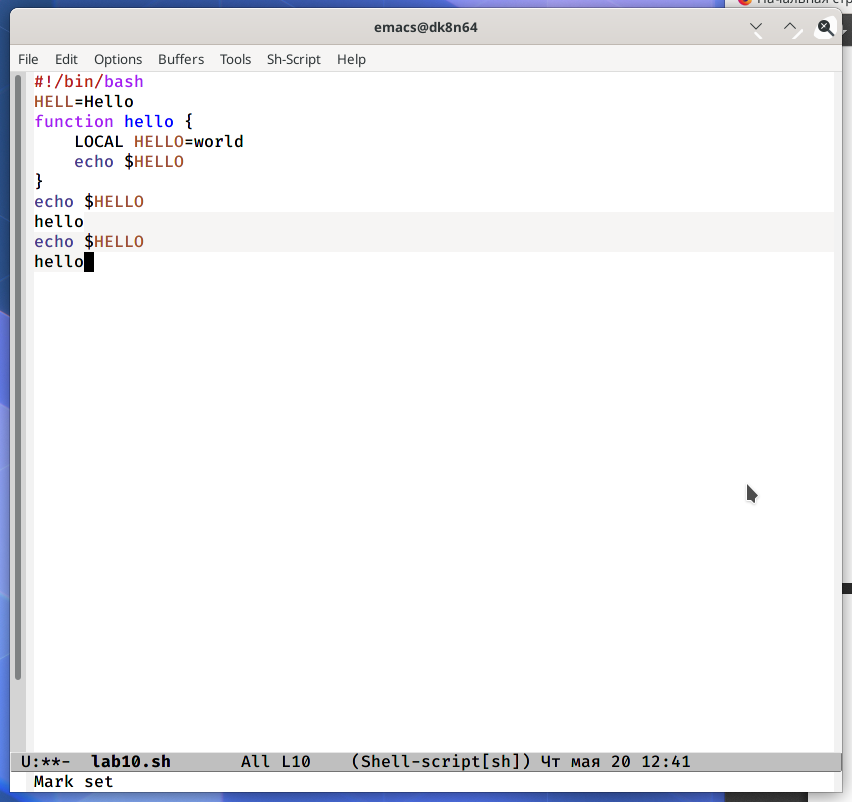 Начальная стр
emacs@dk8n64
File Edit Options Buffers Tools Sh-Script Help
#!/bin/bash
HELL=Hello
function hello {
    LOCAL HELLO=world
    echo $HELLO
}
echo $HELLO
hello
echo $HELLO
hello
U:**-  lab10.sh       All L10    (Shell-script[sh]) Чт мая 20 12:41
Mark set